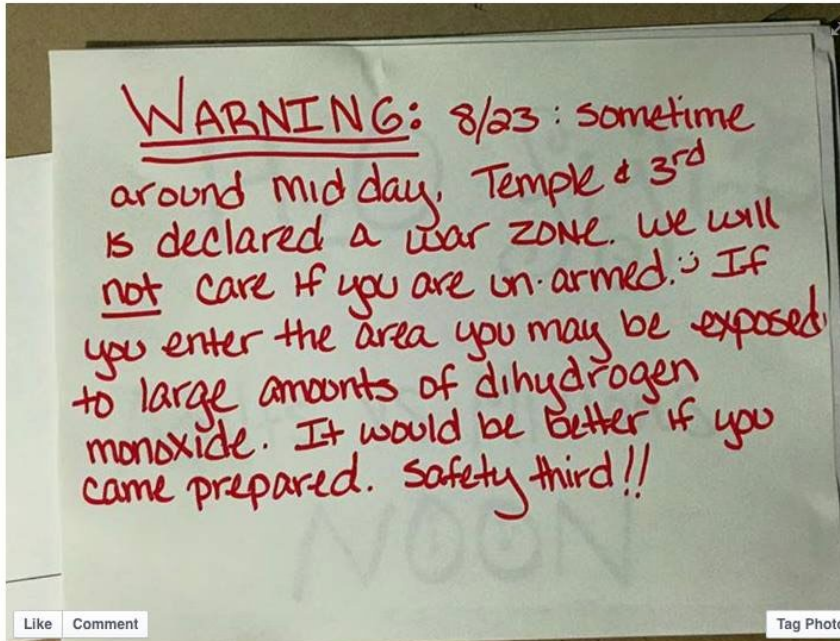 WARNING: 8/23 : sometime
around mid day, Temple & 3rd
is declared a war zone. We will
not care if you are un-armed. If
you enter the area you may be exposed
to large amounts of dihydrogen
monoxide. It would be better if you
came prepared. Safety third!!
NOON
Like Comment
Tag Photo